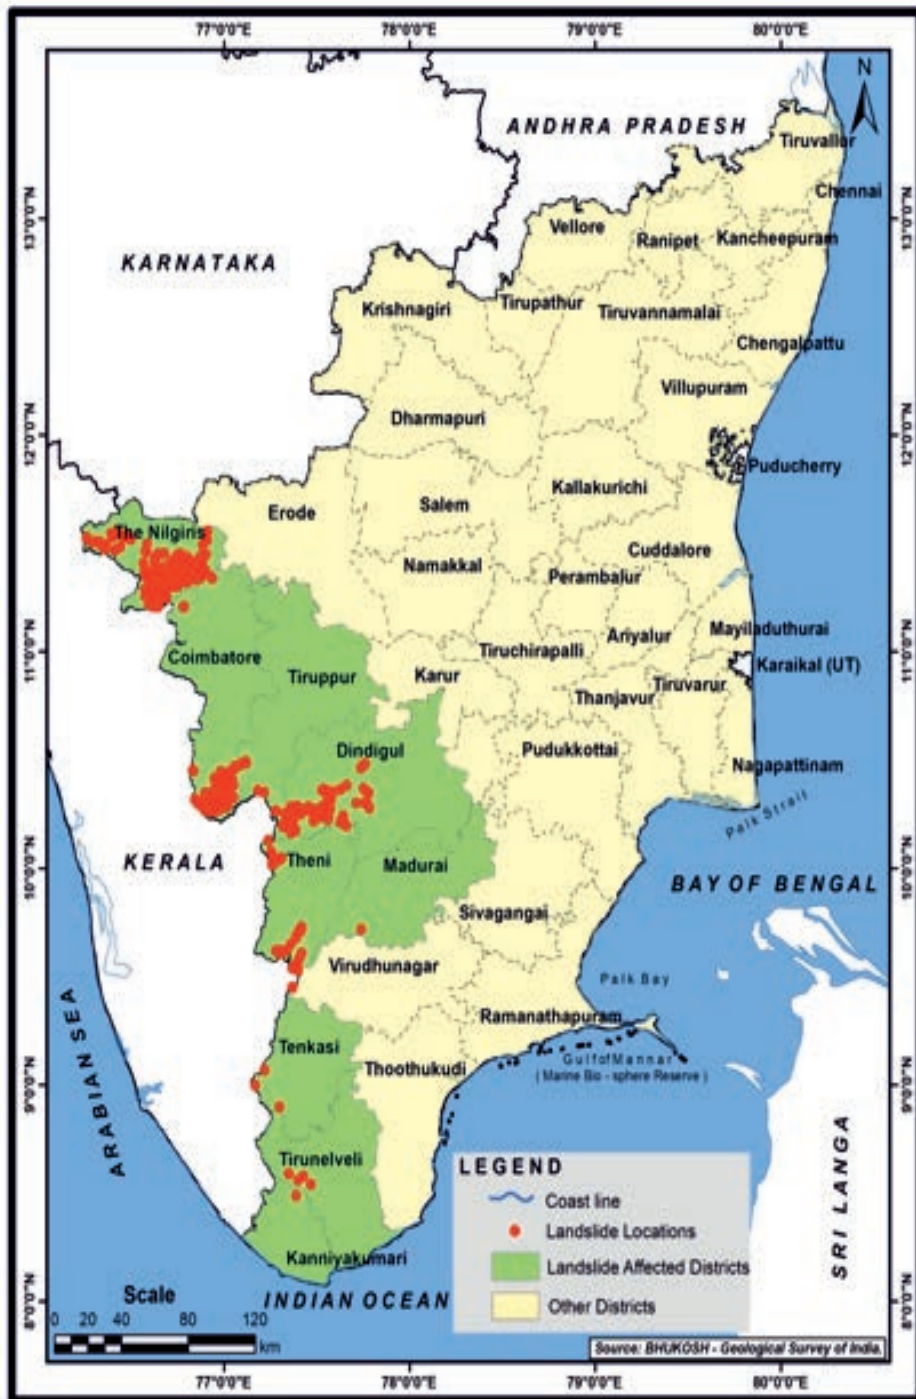 77°0'0"E 78°0'0"E 79°0'0"E 80°0'0"E
N
ANDHRA PRADESH
Tiruvallur
Chennai
13°0'0"N
13°0'0"N
Vellore
Ranipet
Kancheepuram
KARNATAKA
Krishnagiri
Tirupathur
Tiruvannamalai
Chengalpattu
Villupuram
Dharmapuri
12°0'0"N
12°0'0"N
Puducherry
Kallakurichi
Salem
Erode
The Nilgiris
Cuddalore
Namakkal
Perambalur
Ariyalur
Mayiladuthurai
Tiruchirapalli
Coimbatore
11°0'0"N
11°0'0"N
Karaikal (UT)
Tiruppur
Karur
Tiruvarur
Thanjavur
Dindigul
Pudukkottai
Nagapattinam
Palk Strait
KERALA
Theni
Madurai
10°0'0"N
10°0'0"N
BAY OF BENGAL
Sivagangai
Virudhunagar
Palk Bay
Ramanathapuram
ARABIAN SEA
Tenkasi
Thoothukudi
Gulf of Mannar
( Marine Bio - sphere Reserve )
9°0'0"N
9°0'0"N
Tirunelveli
SRI LANGA
LEGEND
Coast line
Landslide Locations
Landslide Affected Districts
Other Districts
Kanniyakumari
INDIAN OCEAN
Scale
0 20 40 80 120
km
8°0'0"N
8°0'0"N
Source: BHUKOSH - Geological Survey of India.
77°0'0"E 78°0'0"E 79°0'0"E 80°0'0"E